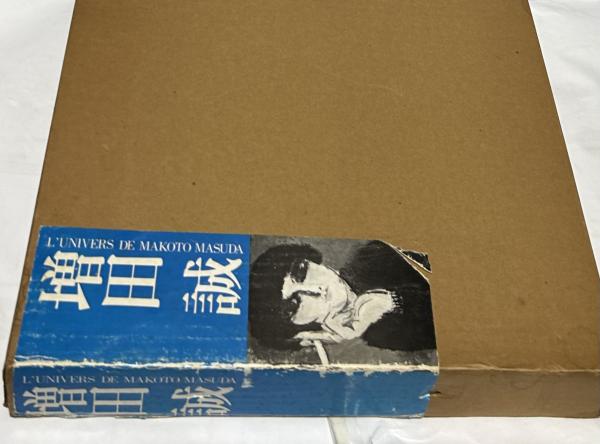 L'UNIVERS DE MAKOTO MASUDA
増田 誠
L'UNIVERS DE MAKOTO MASUDA
増田 誠